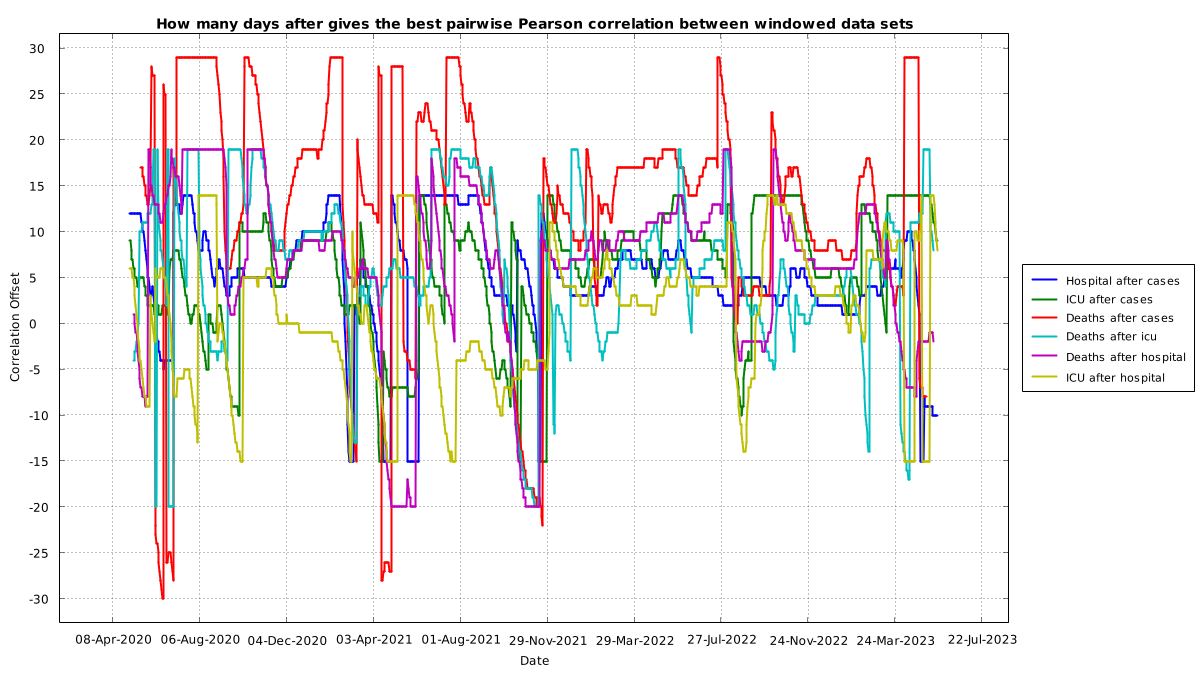 How many days after gives the best pairwise Pearson correlation between windowed data sets
30
25
20
15
10
5
0
-5
-10
-15
-20
-25
-30
Correlation Offset
08-Apr-2020 06-Aug-2020 04-Dec-2020 03-Apr-2021 01-Aug-2021 29-Nov-2021 29-Mar-2022 27-Jul-2022 24-Nov-2022 24-Mar-2023 22-Jul-2023
Date
Hospital after cases
ICU after cases
Deaths after cases
Deaths after icu
Deaths after hospital
ICU after hospital